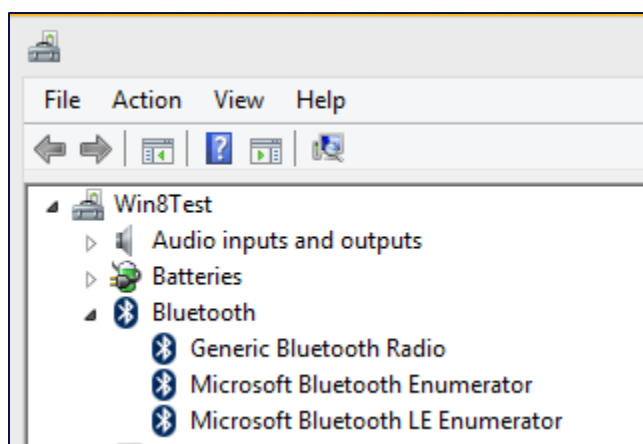 File Action View Help
Win8Test
Audio inputs and outputs
Batteries
Bluetooth
Generic Bluetooth Radio
Microsoft Bluetooth Enumerator
Microsoft Bluetooth LE Enumerator